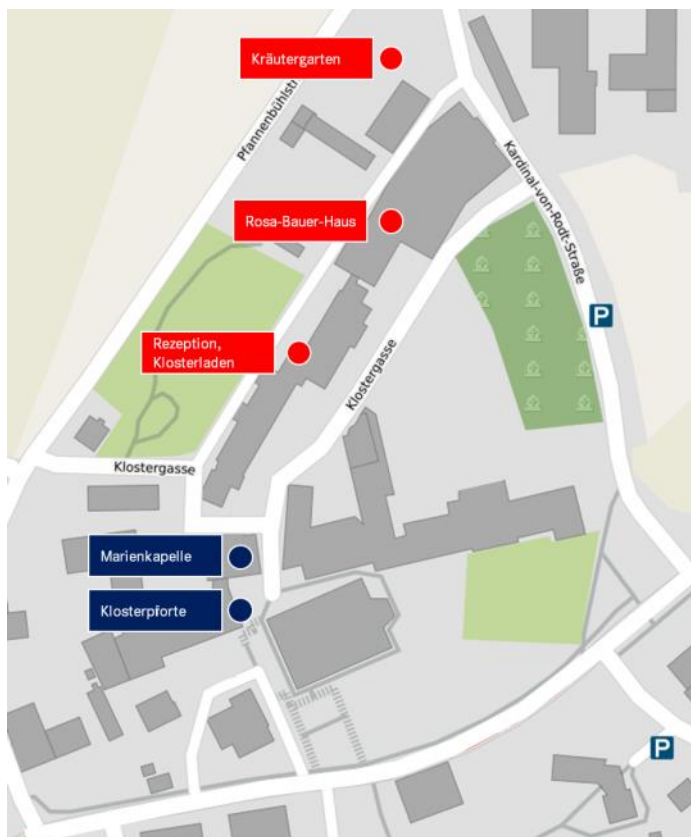 Kräutergarten
Pfannenbühlstr
Kardinal-von-Rodt-Straße
Rosa-Bauer-Haus
P
Rezeption,
Klosterladen
Klostergasse
Klostergasse
Marienkapelle
Klosterpforte
P